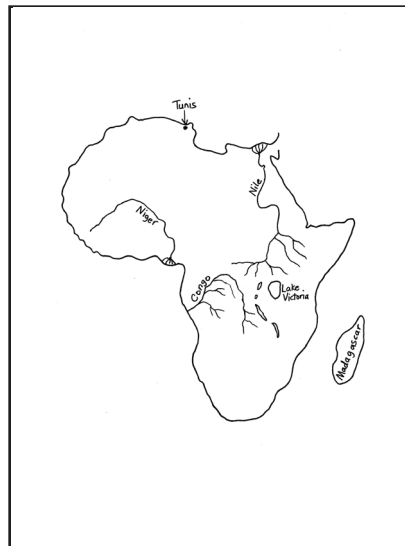 Tunis
Nile
Niger
Congo
Lake
Victoria
Madagascar